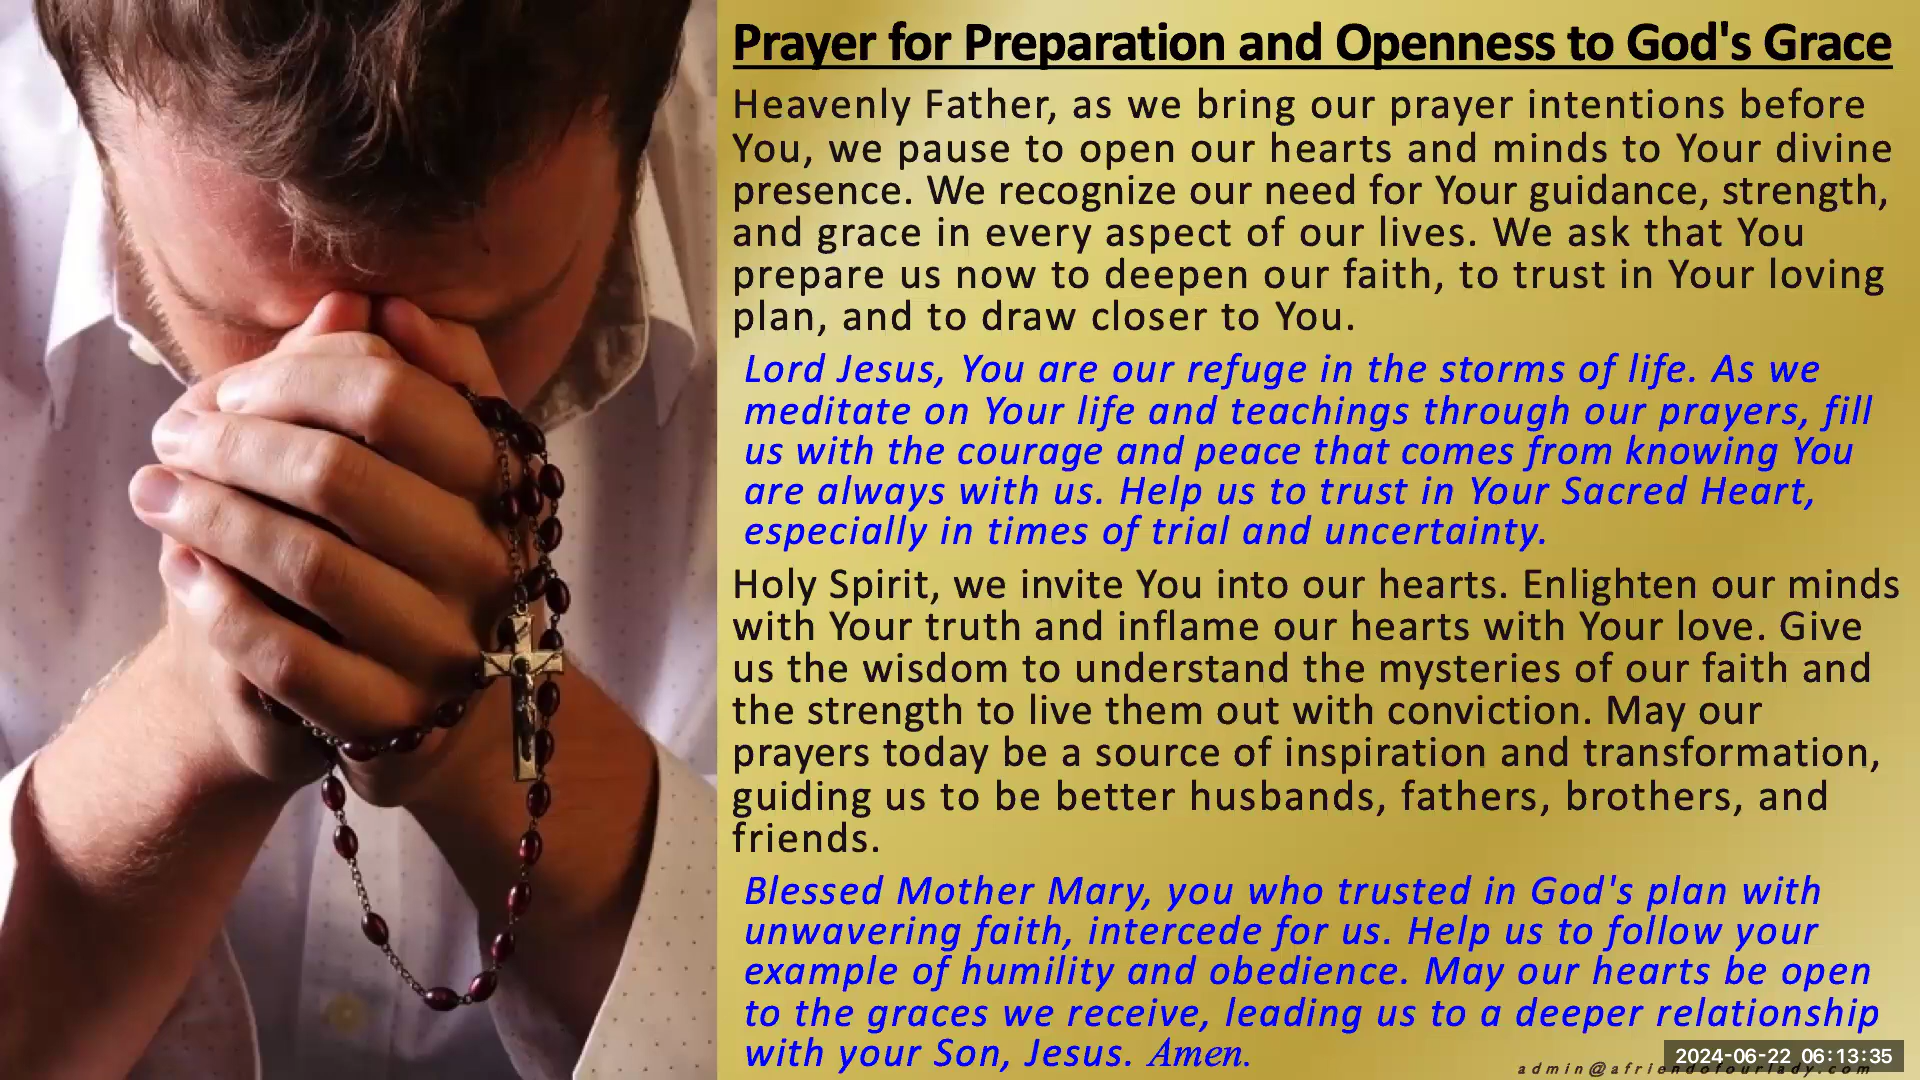 Prayer for Preparation and Openness to God's Grace
Heavenly Father, as we bring our prayer intentions before
You, we pause to open our hearts and minds to Your divine
presence. We recognize our need for Your guidance, strength,
and grace in every aspect of our lives. We ask that You
prepare us now to deepen our faith, to trust in Your loving
plan, and to draw closer to You.
Lord Jesus, You are our refuge in the storms of life. As we
meditate on Your life and teachings through our prayers, fill
us with the courage and peace that comes from knowing You
are always with us. Help us to trust in Your Sacred Heart,
especially in times of trial and uncertainty.
Holy Spirit, we invite You into our hearts. Enlighten our minds
with Your truth and inflame our hearts with Your love. Give
us the wisdom to understand the mysteries of our faith and
the strength to live them out with conviction. May our
prayers today be a source of inspiration and transformation,
guiding us to be better husbands, fathers, brothers, and
friends.
Blessed Mother Mary, you who trusted in God's plan with
unwavering faith, intercede for us. Help us to follow your
example of humility and obedience. May our hearts be open
to the graces we receive, leading us to a deeper relationship
with your Son, Jesus. Amen.
2024-06-22 06:13:35
admin@afriendofourlady.com